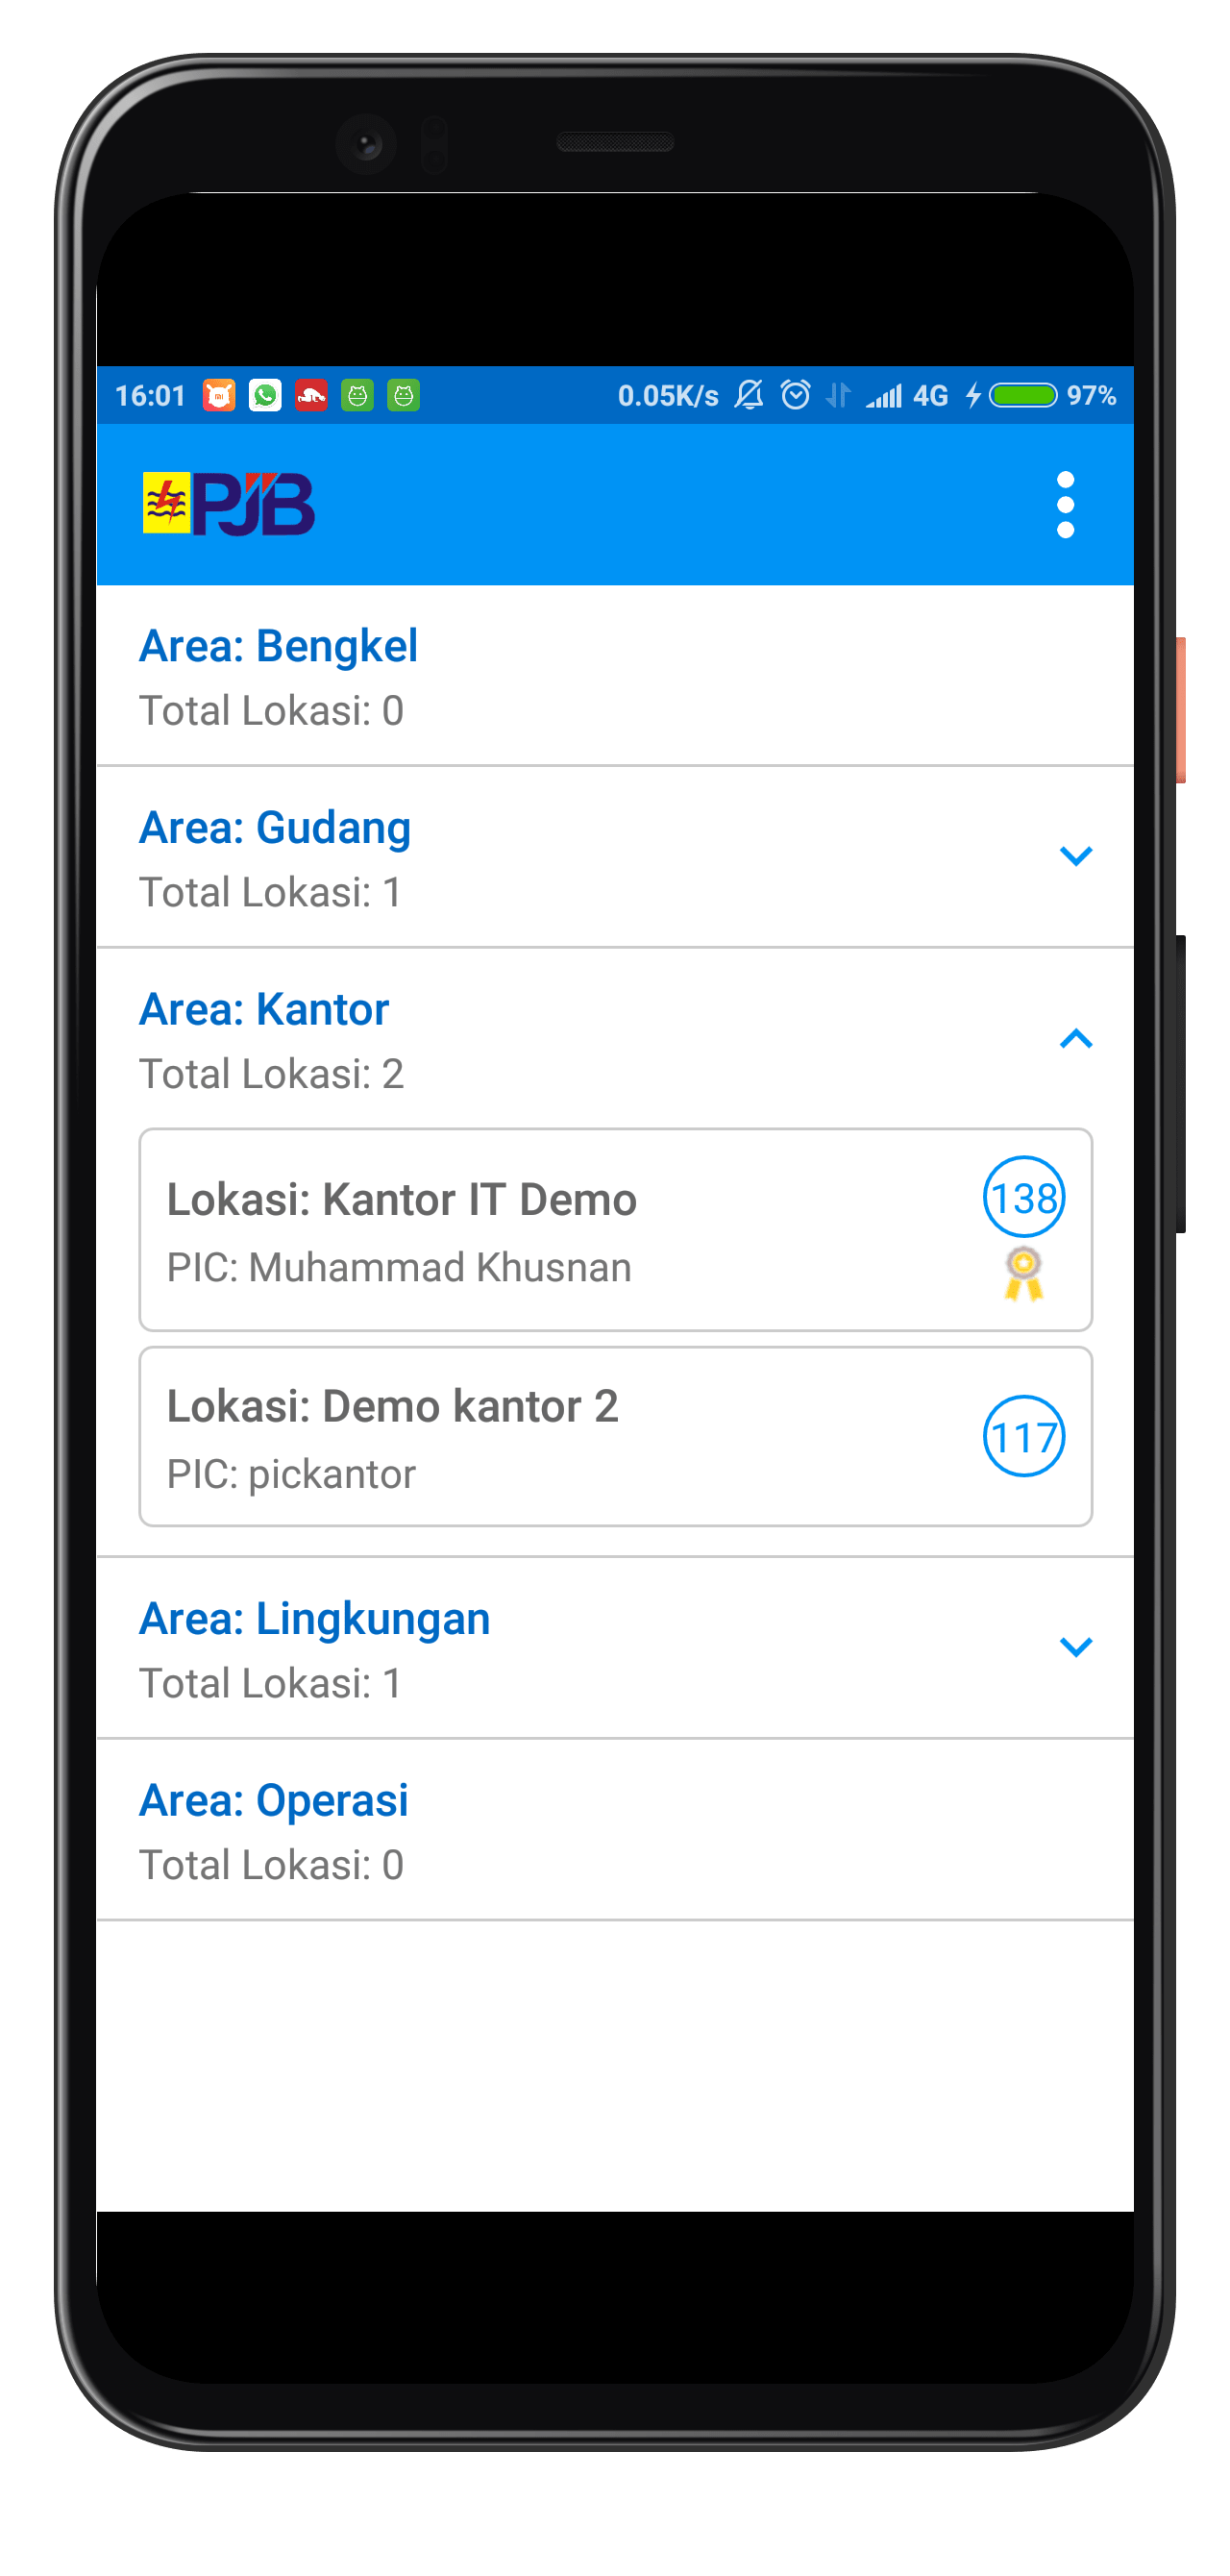 16:01 0.05K/s 4G 97%
PJB
Area: Bengkel
Total Lokasi: 0
Area: Gudang
Total Lokasi: 1
Area: Kantor
Total Lokasi: 2
Lokasi: Kantor IT Demo
138
PIC: Muhammad Khusnan
Lokasi: Demo kantor 2
117
PIC: pickantor
Area: Lingkungan
Total Lokasi: 1
Area: Operasi
Total Lokasi: 0